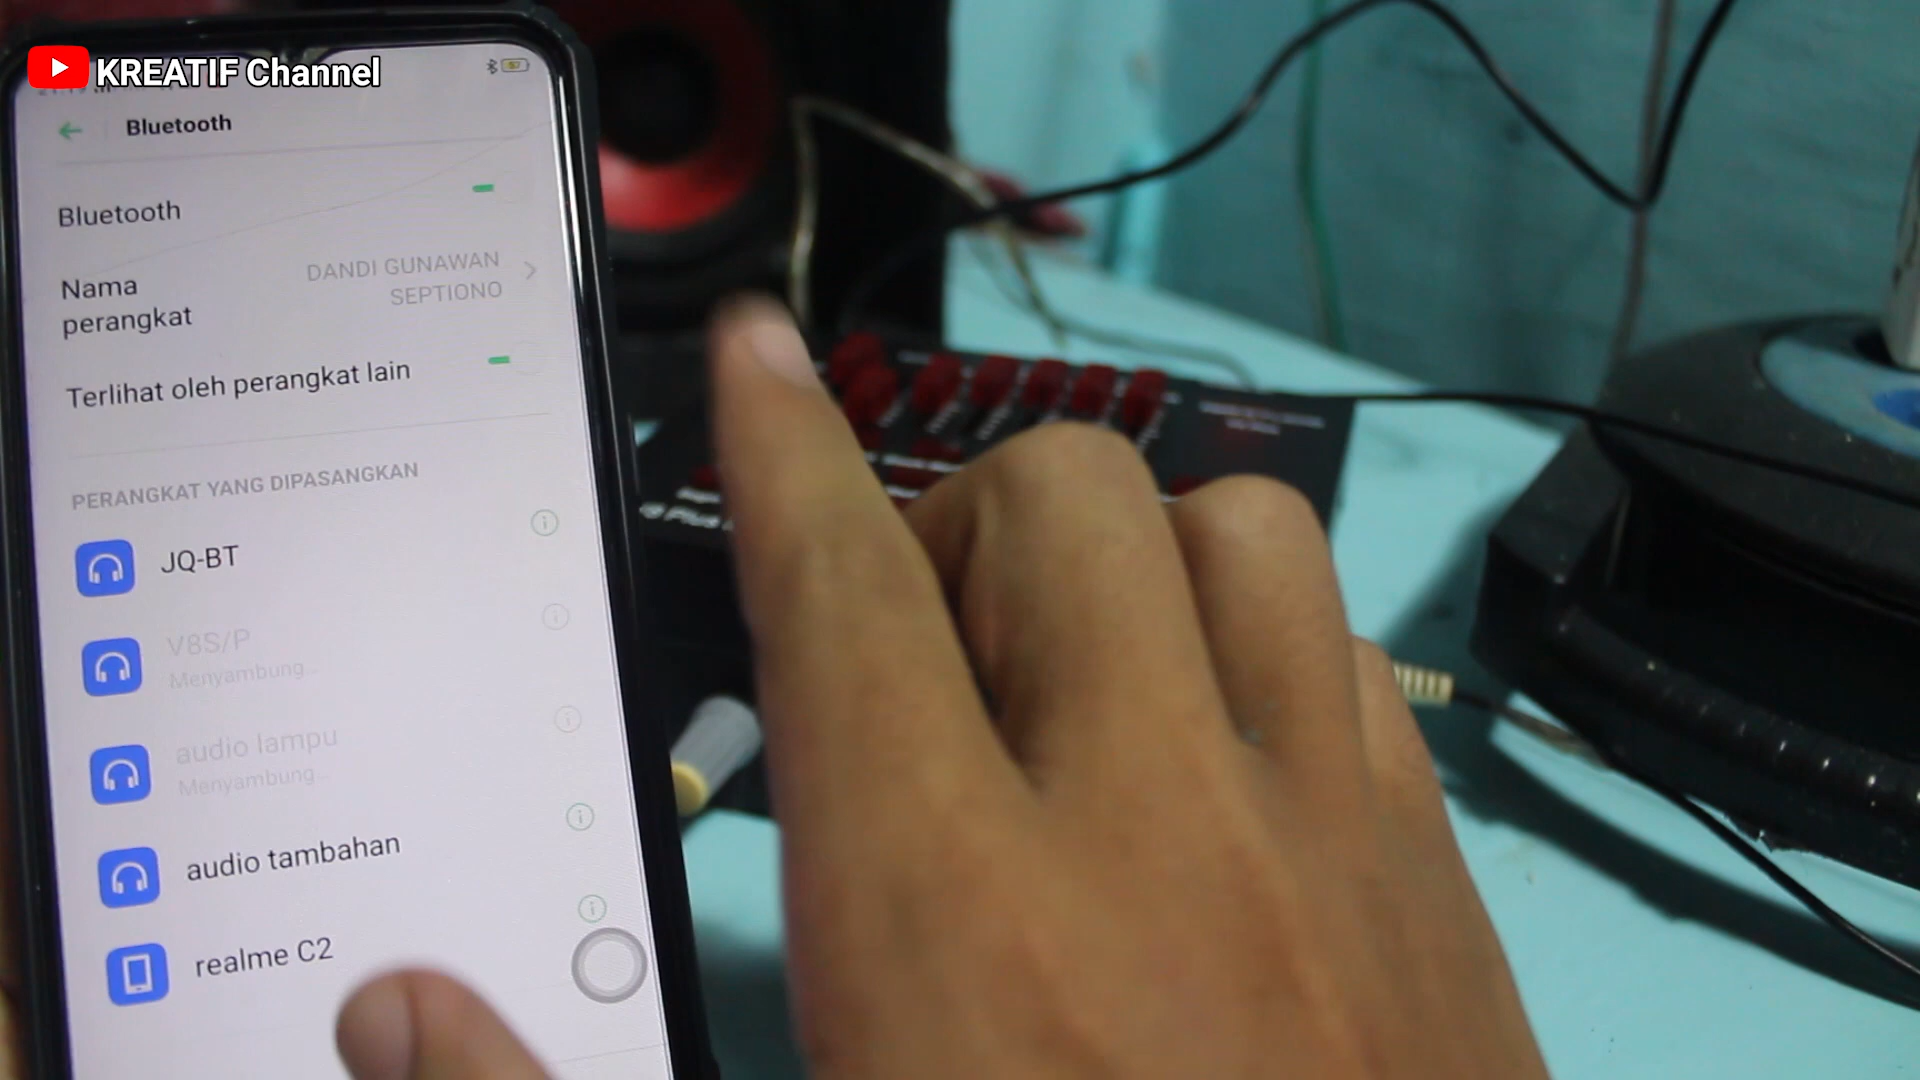 KREATIF Channel
Bluetooth
Bluetooth
Nama
perangkat
DANDI GUNAWAN
SEPTIONO
Terlihat oleh perangkat lain
PERANGKAT YANG DIPASANGKAN
JQ-BT
V8S/P
Menyambung...
audio lampu
Menyambung...
audio tambahan
realme C2
Plus